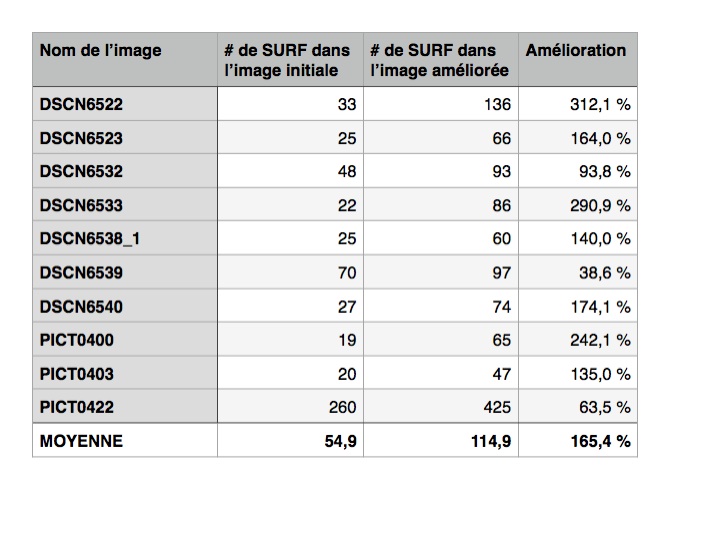 Nom de l’image # de SURF dans l’image initiale # de SURF dans l’image améliorée Amélioration
DSCN6522 33 136 312,1 %
DSCN6523 25 66 164,0 %
DSCN6532 48 93 93,8 %
DSCN6533 22 86 290,9 %
DSCN6538_1 25 60 140,0 %
DSCN6539 70 97 38,6 %
DSCN6540 27 74 174,1 %
PICT0400 19 65 242,1 %
PICT0403 20 47 135,0 %
PICT0422 260 425 63,5 %
MOYENNE 54,9 114,9 165,4 %